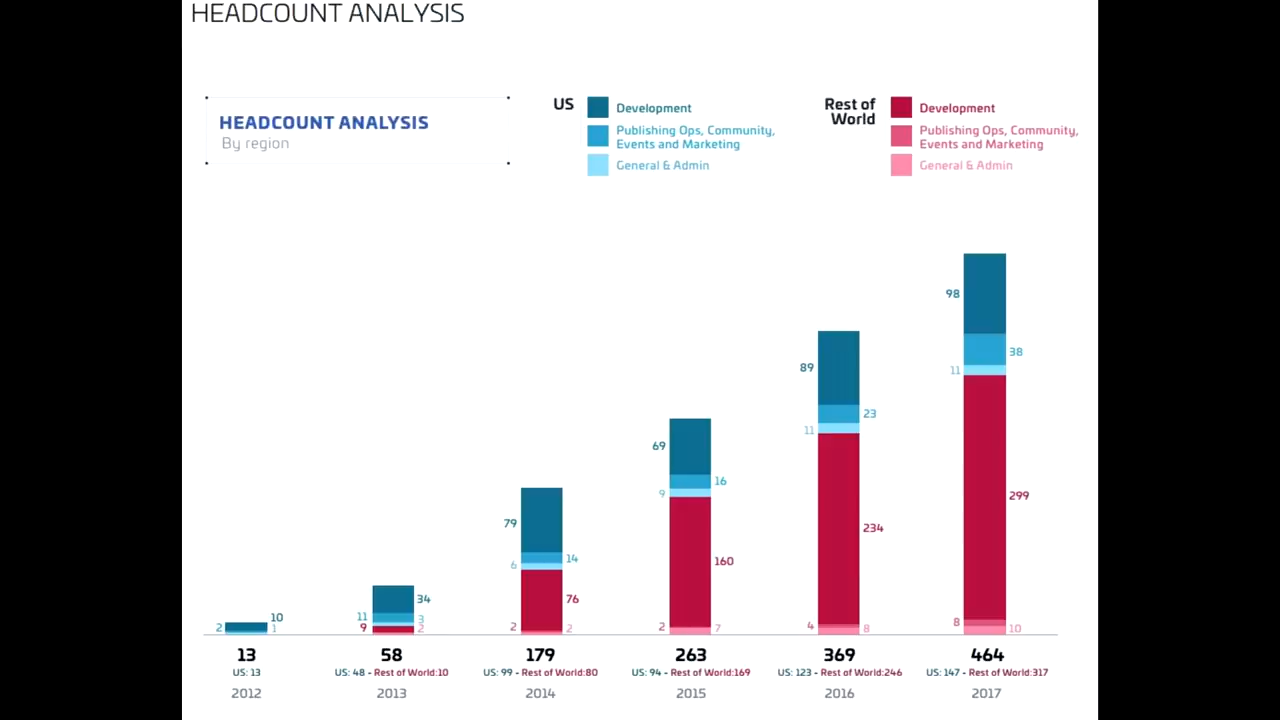 HEADCOUNT ANALYSIS
HEADCOUNT ANALYSIS
By region
US
Development
Publishing Ops, Community,
Events and Marketing
General & Admin
Rest of
World
Development
Publishing Ops, Community,
Events and Marketing
General & Admin
10
2
1
13
US: 13
2012
34
11
3
9
2
58
US: 48 - Rest of World:10
2013
79
14
6
76
2
2
179
US: 99 - Rest of World:80
2014
69
16
9
160
2
7
263
US: 94 - Rest of World:169
2015
89
23
11
234
4
8
369
US: 123 - Rest of World:246
2016
98
38
11
299
8
10
464
US: 147 - Rest of World:317
2017